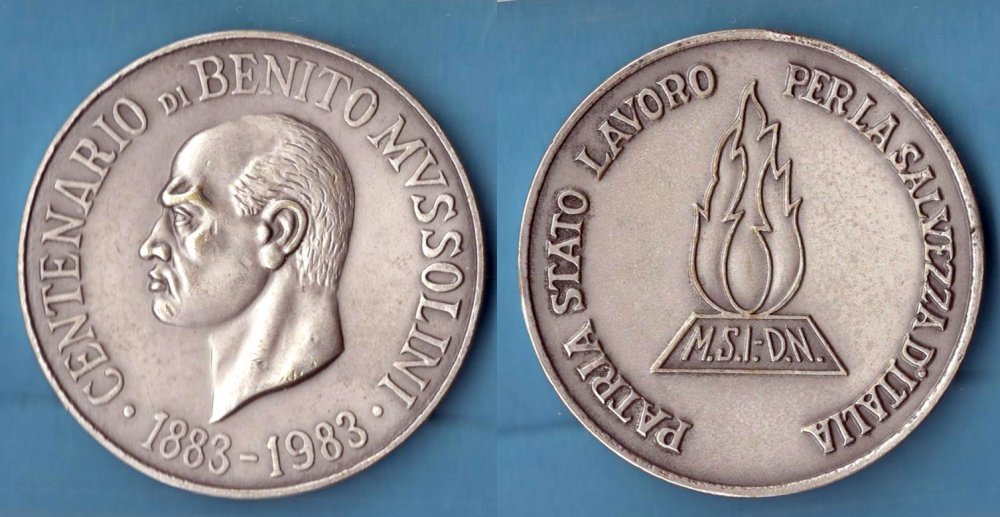 CENTENARIO DI BENITO MVSSOLINI
· 1883-1983 ·
PATRIA STATO LAVORO PER LA SALVEZZA D'ITALIA
M.S.I.-D.N.